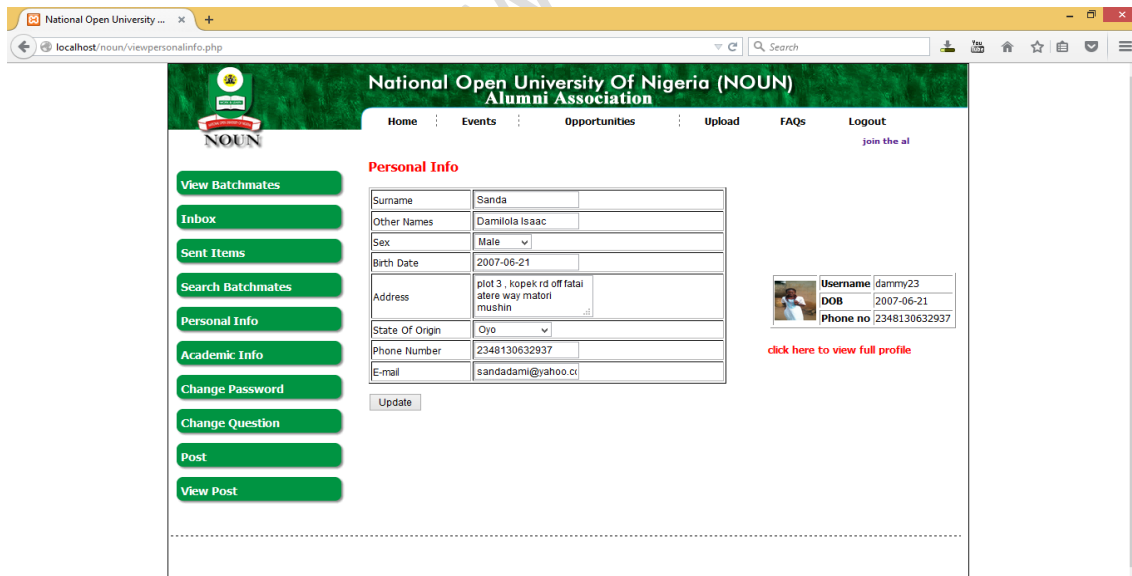 National Open University ...
localhost/noun/viewpersonalinfo.php
Search
National Open University Of Nigeria (NOUN)
Alumni Association
Home Events Opportunities Upload FAQs Logout
join the al
NOUN
View Batchmates
Inbox
Sent Items
Search Batchmates
Personal Info
Academic Info
Change Password
Change Question
Post
View Post
Personal Info
Surname Sanda
Other Names Damilola Isaac
Sex Male
Birth Date 2007-06-21
Address plot 3 , kopek rd off fatai
atere way matori
mushin
State Of Origin Oyo
Phone Number 2348130632937
E-mail sandadami@yahoo.cc
Update
Username dammy23
DOB 2007-06-21
Phone no 2348130632937
click here to view full profile